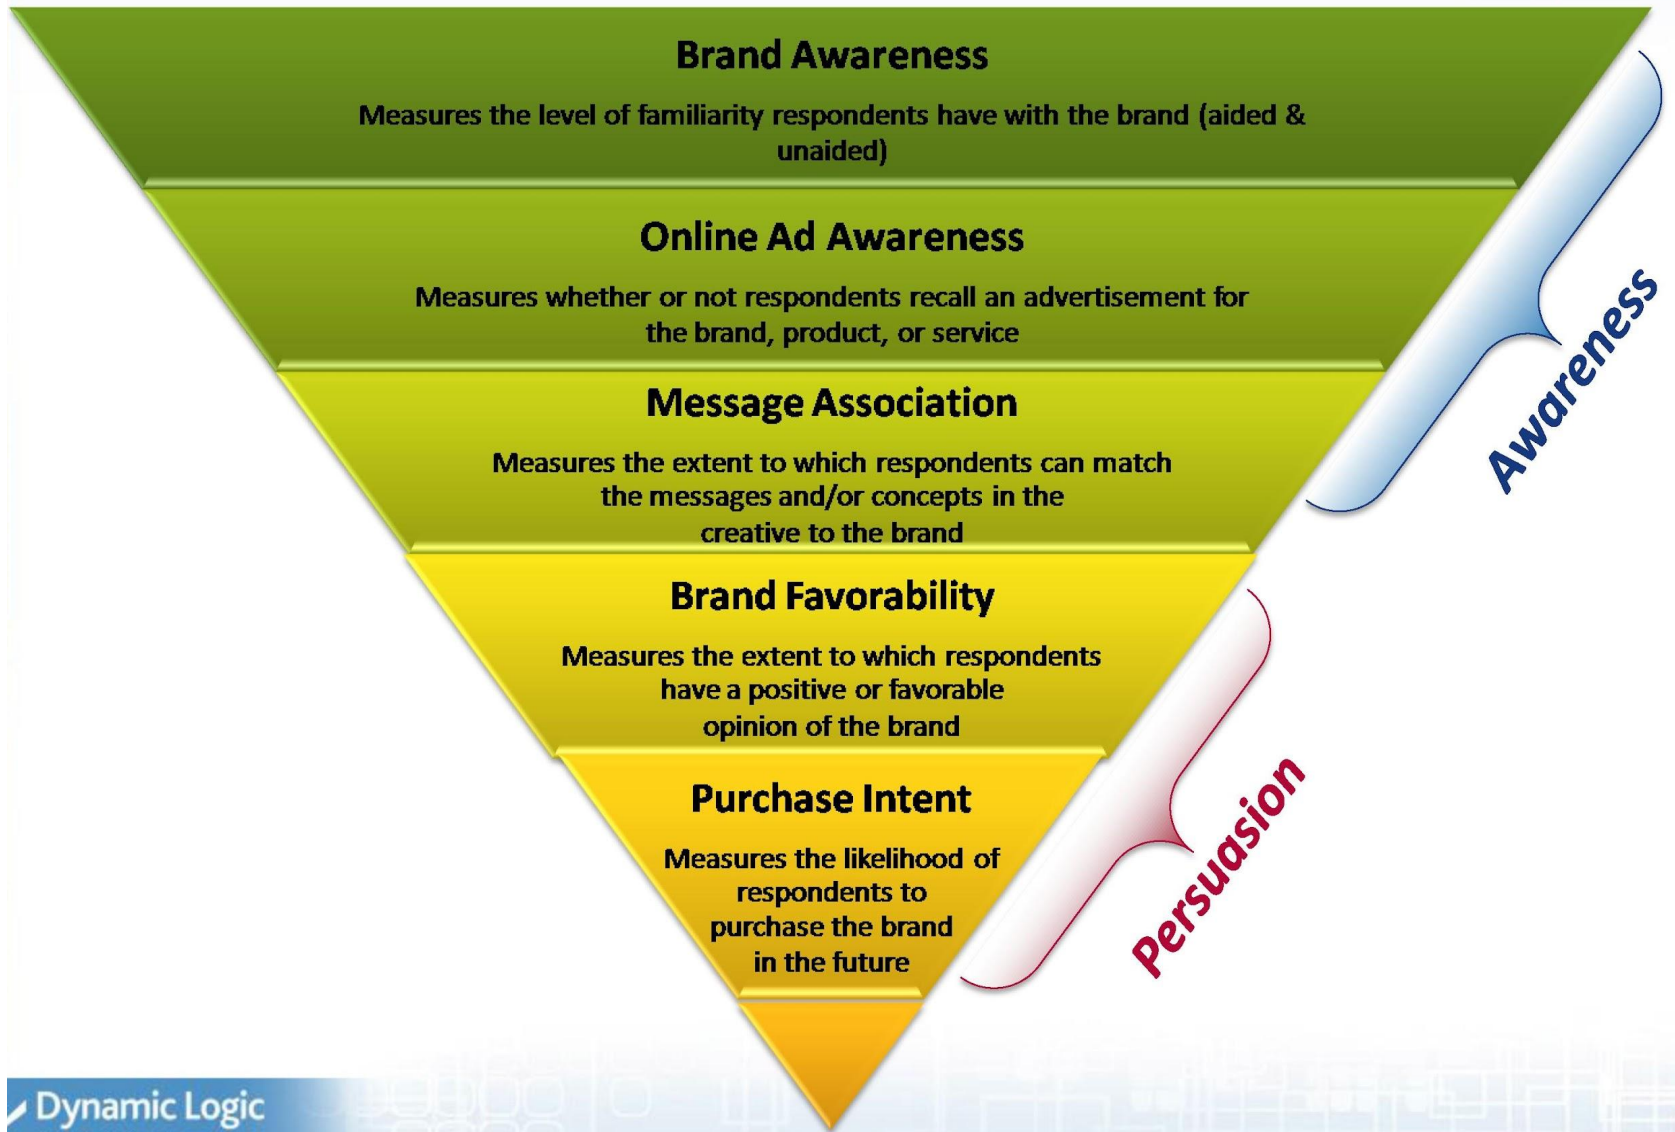 Brand Awareness
Measures the level of familiarity respondents have with the brand (aided &
unaided)
Online Ad Awareness
Measures whether or not respondents recall an advertisement for
the brand, product, or service
Message Association
Measures the extent to which respondents can match
the messages and/or concepts in the
creative to the brand
Awareness
Brand Favorability
Measures the extent to which respondents
have a positive or favorable
opinion of the brand
Purchase Intent
Measures the likelihood of
respondents to
purchase the brand
in the future
Persuasion
Dynamic Logic